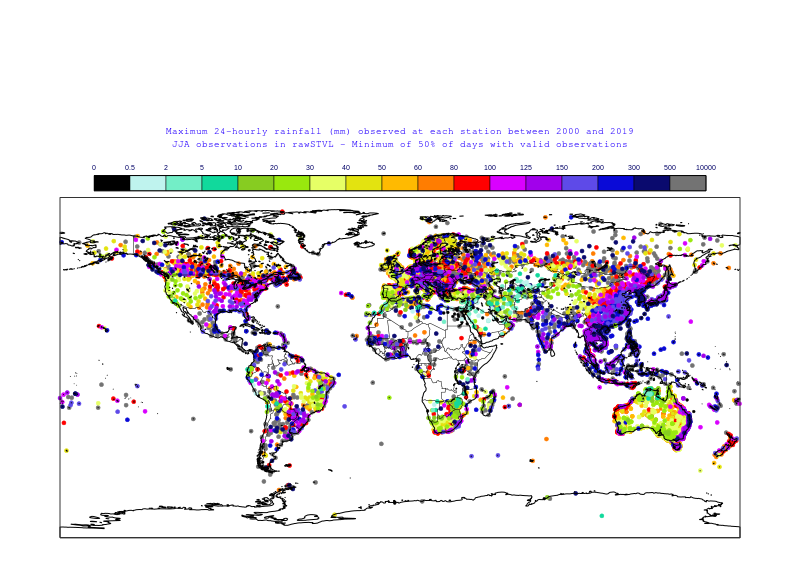 Maximum 24-hourly rainfall (mm) observed at each station between 2000 and 2019
JJA observations in rawSTVL - Minimum of 50% of days with valid observations
0 0.5 2 5 10 20 30 40 50 60 80 100 125 150 200 300 500 10000